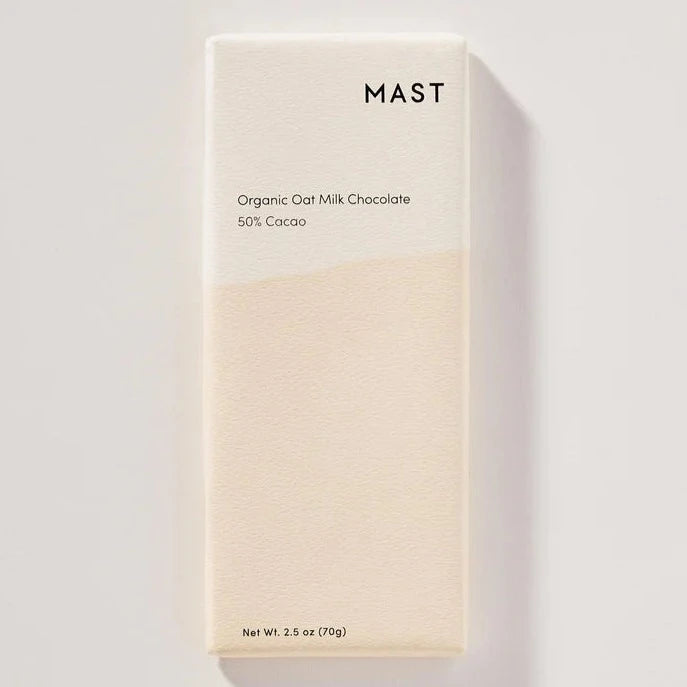 MAST
Organic Oat Milk Chocolate
50% Cacao
Net Wt. 2.5 oz (70g)